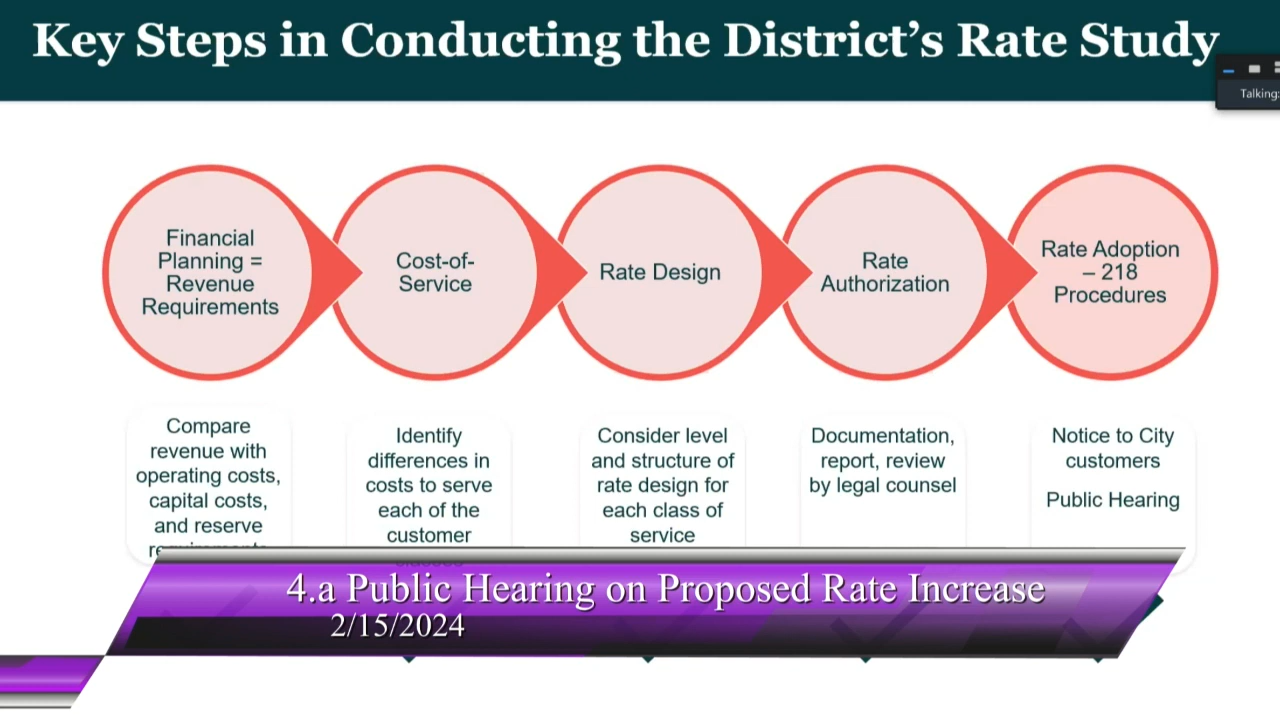 Key Steps in Conducting the District’s Rate Study
Talking:
Financial
Planning =
Revenue
Requirements
Cost-of-
Service
Rate Design
Rate
Authorization
Rate Adoption
– 218
Procedures
Compare
revenue with
operating costs,
capital costs,
and reserve
Identify
differences in
costs to serve
each of the
customer
Consider level
and structure of
rate design for
each class of
service
Documentation,
report, review
by legal counsel
Notice to City
customers
Public Hearing
4.a Public Hearing on Proposed Rate Increase
2/15/2024